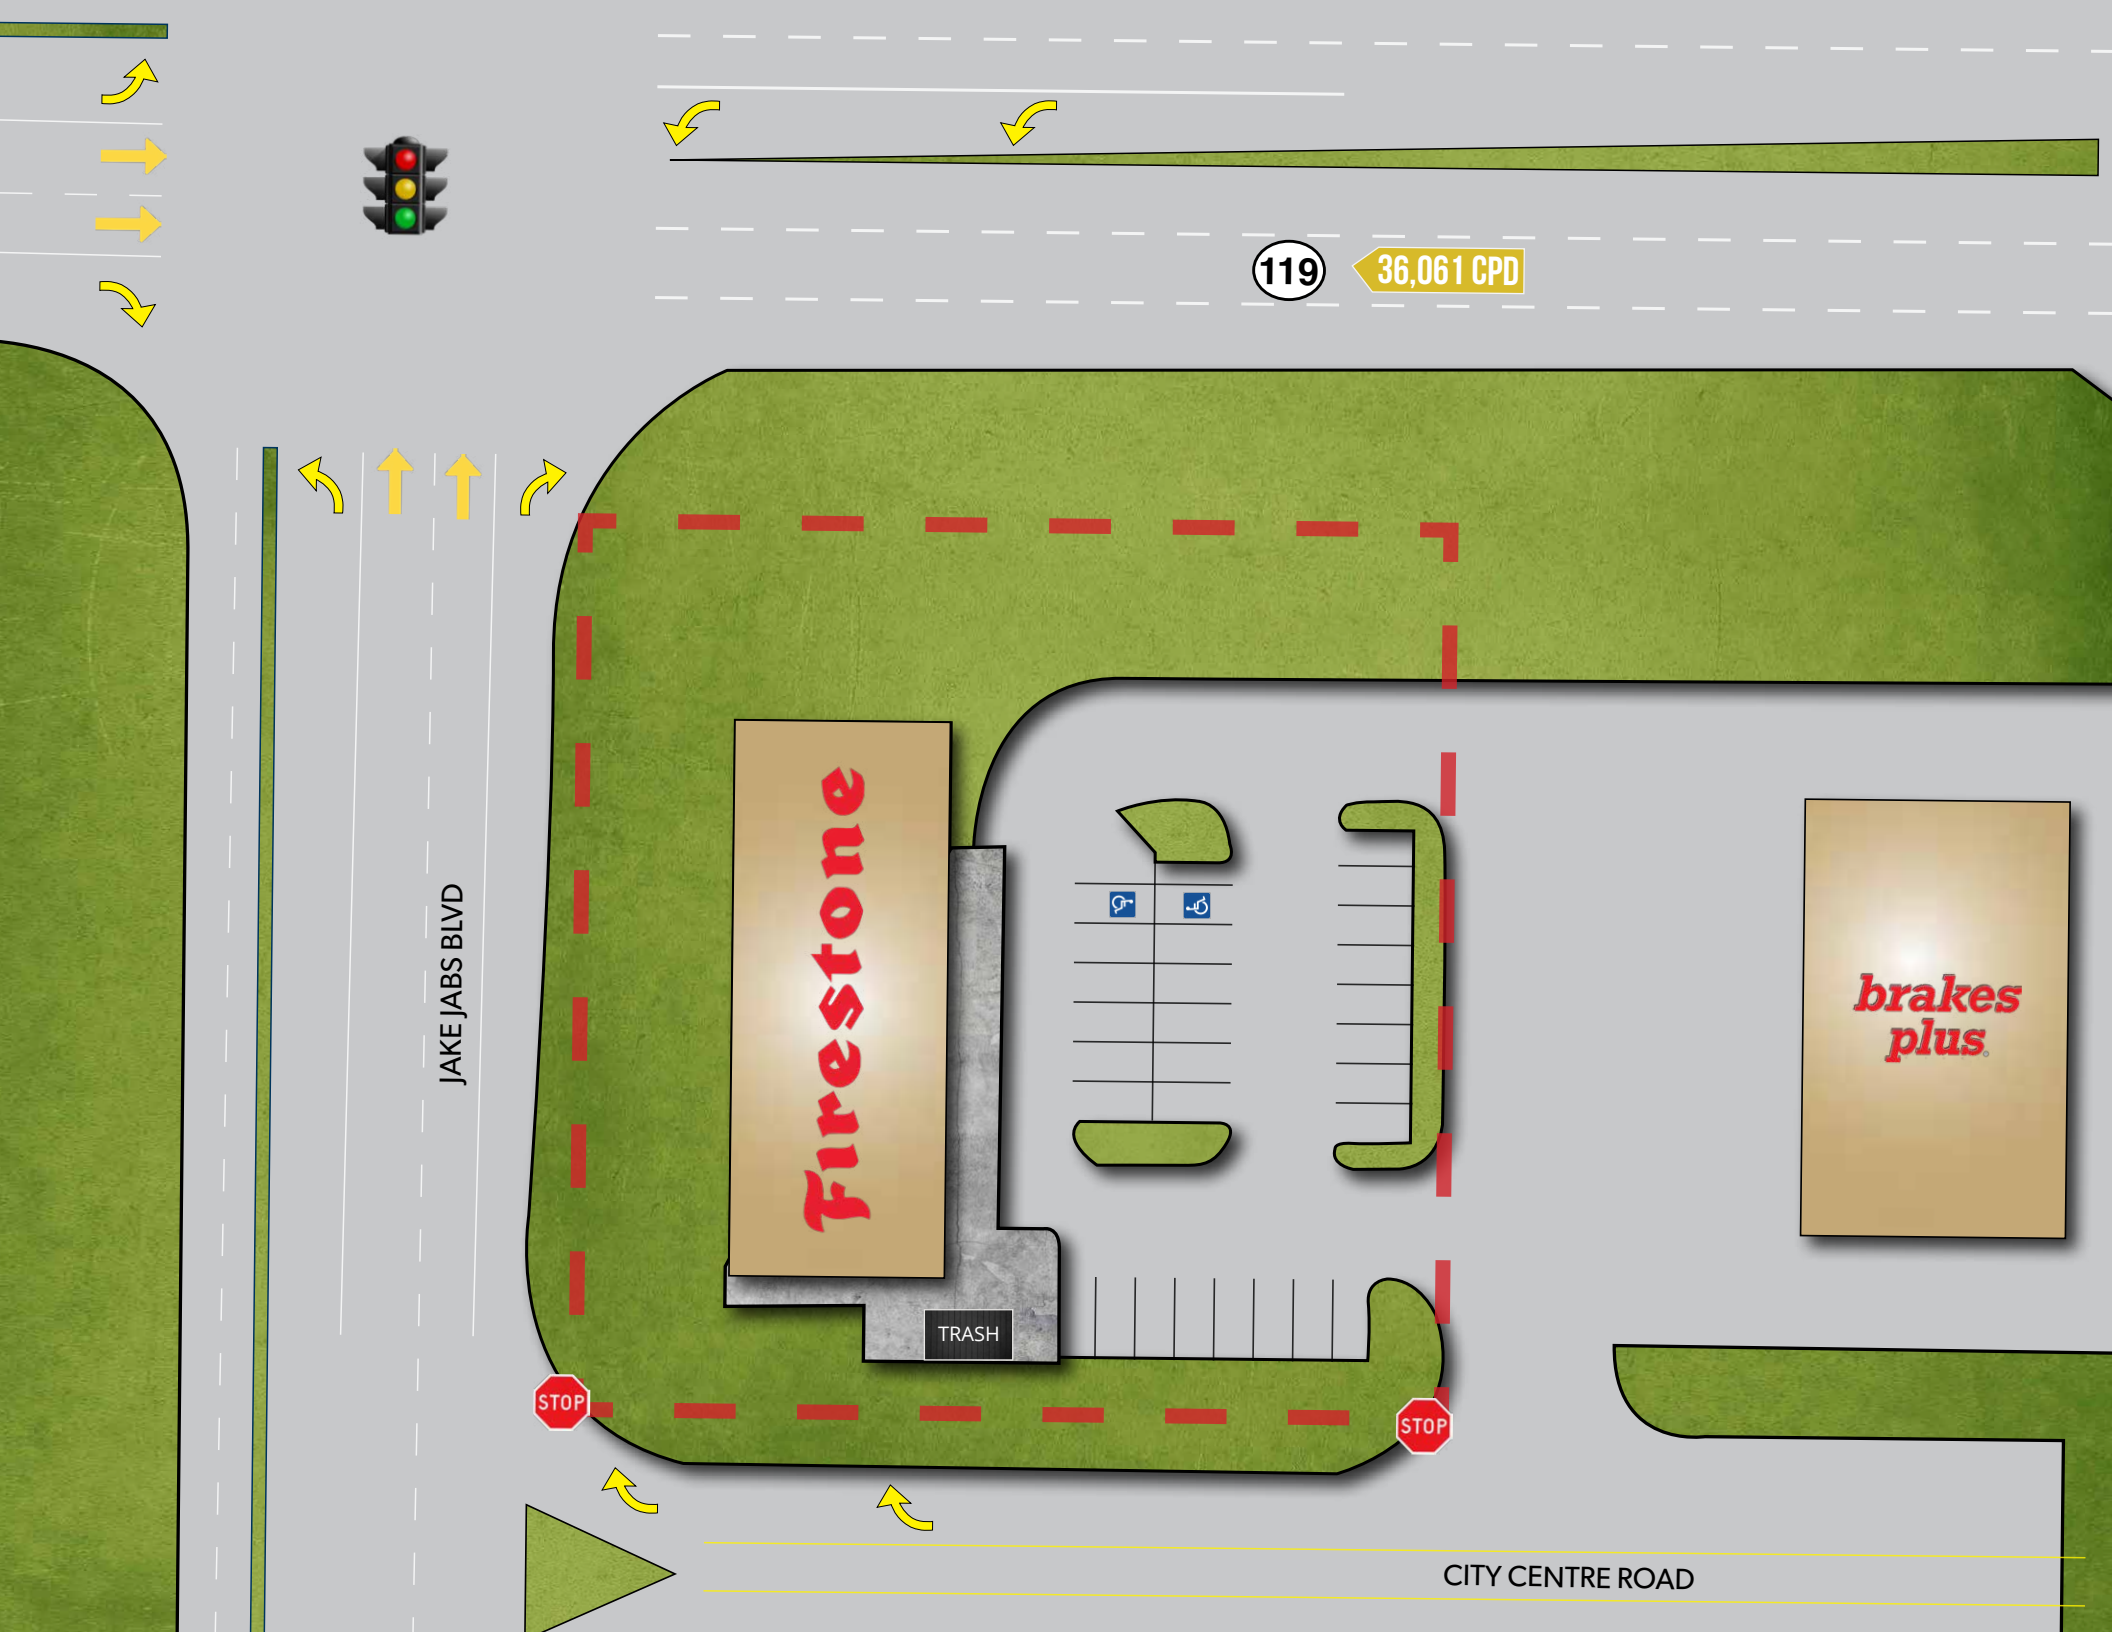 119
36,061 CPD
JAKE JABS BLVD
Firestone
brakes
plus
TRASH
STOP
STOP
CITY CENTRE ROAD